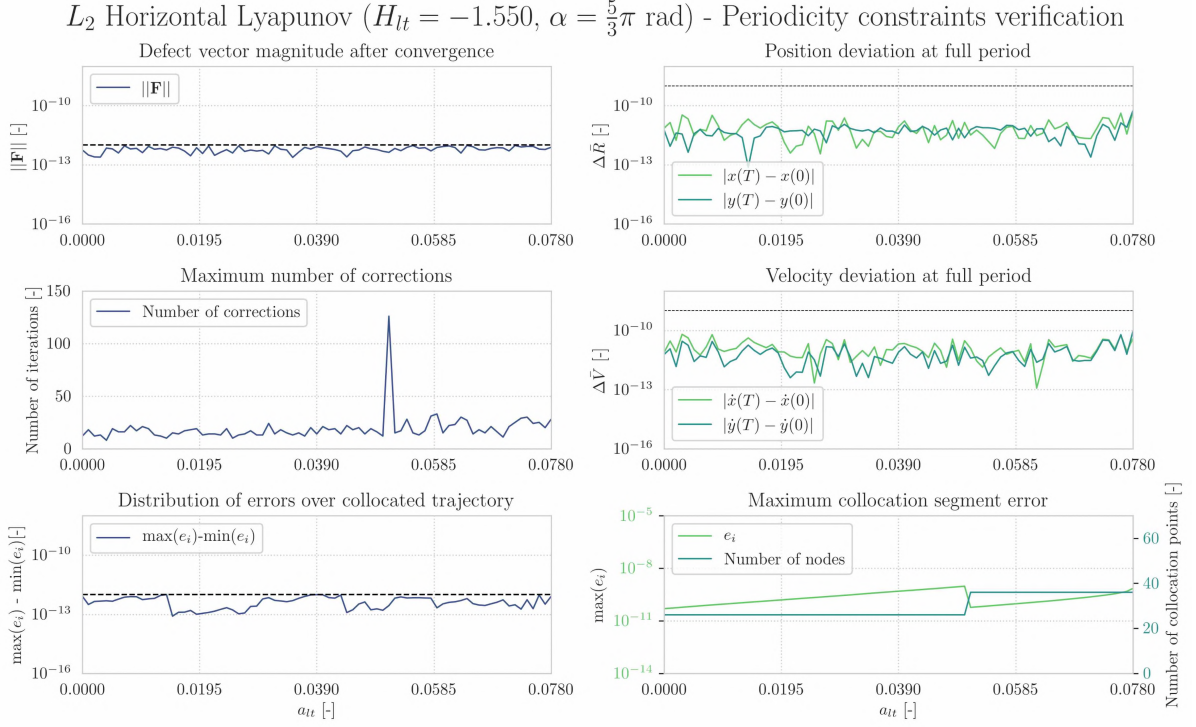 L₂ Horizontal Lyapunov (H_{lt} = −1.550, α = 5/3 π rad) - Periodicity constraints verification
Defect vector magnitude after convergence
||F|| [-]
||F||
10⁻¹⁰
10⁻¹³
10⁻¹⁶
0.0000 0.0195 0.0390 0.0585 0.0780
Position deviation at full period
ΔR̄ [-]
10⁻¹⁰
10⁻¹³
10⁻¹⁶
|x(T) − x(0)|
|y(T) − y(0)|
0.0000 0.0195 0.0390 0.0585 0.0780
Maximum number of corrections
Number of iterations [-]
Number of corrections
150
100
50
0
0.0000 0.0195 0.0390 0.0585 0.0780
Velocity deviation at full period
ΔV̄ [-]
10⁻¹⁰
10⁻¹³
10⁻¹⁶
|ẋ(T) − ẋ(0)|
|ẏ(T) − ẏ(0)|
0.0000 0.0195 0.0390 0.0585 0.0780
Distribution of errors over collocated trajectory
max(e_i) - min(e_i)[-]
max(e_i)-min(e_i)
10⁻¹⁰
10⁻¹³
10⁻¹⁶
0.0000 0.0195 0.0390 0.0585 0.0780
a_{lt} [-]
Maximum collocation segment error
max(e_i)
10⁻⁵
10⁻⁸
10⁻¹¹
10⁻¹⁴
e_i
Number of nodes
60
40
20
0
Number of collocation points [-]
0.0000 0.0195 0.0390 0.0585 0.0780
a_{lt} [-]